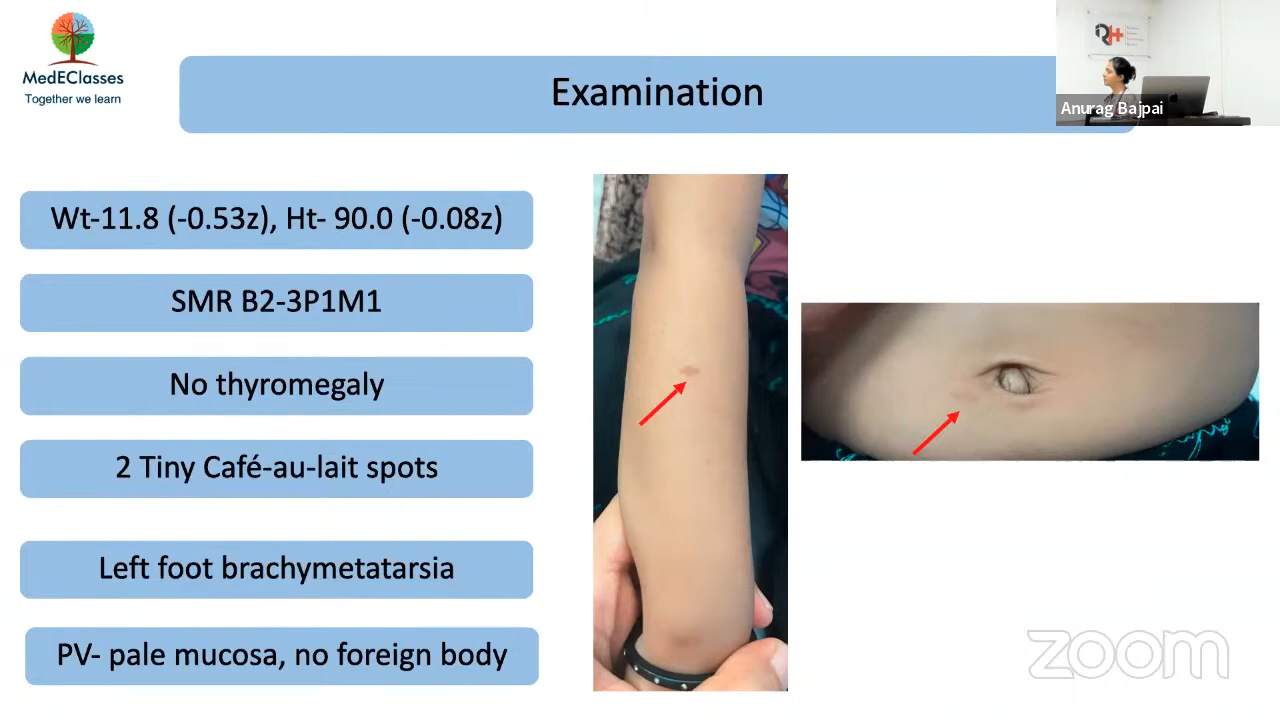 MedEClasses
Together we learn
Examination
Anurag Bajpai
Wt-11.8 (-0.53z), Ht- 90.0 (-0.08z)
SMR B2-3P1M1
No thyromegaly
2 Tiny Café-au-lait spots
Left foot brachymetatarsia
PV- pale mucosa, no foreign body
zoom